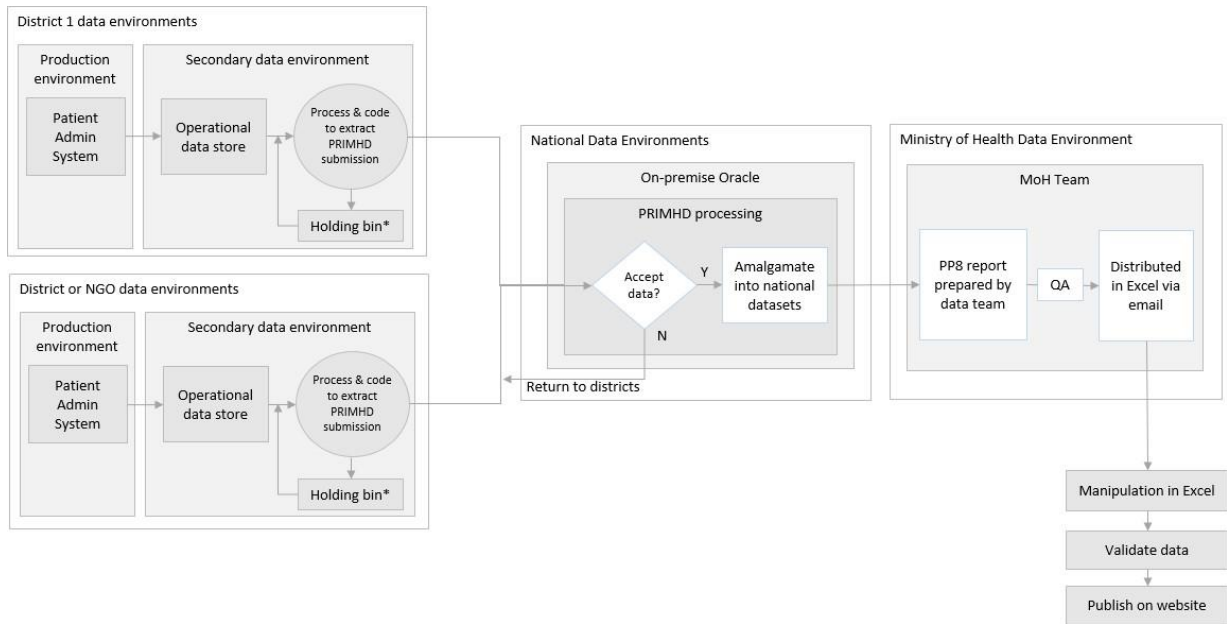 District 1 data environments
Production
environment
Patient
Admin
System
Secondary data environment
Operational
data store
Process & code
to extract
PRIMHD
submission
Holding bin*
District or NGO data environments
Production
environment
Patient
Admin
System
Secondary data environment
Operational
data store
Process & code
to extract
PRIMHD
submission
Holding bin*
National Data Environments
On-premise Oracle
PRIMHD processing
Accept
data?
Y
N
Amalgamate
into national
datasets
Return to districts
Ministry of Health Data Environment
MoH Team
PP8 report
prepared by
data team
QA
Distributed
in Excel via
email
Manipulation in Excel
Validate data
Publish on website